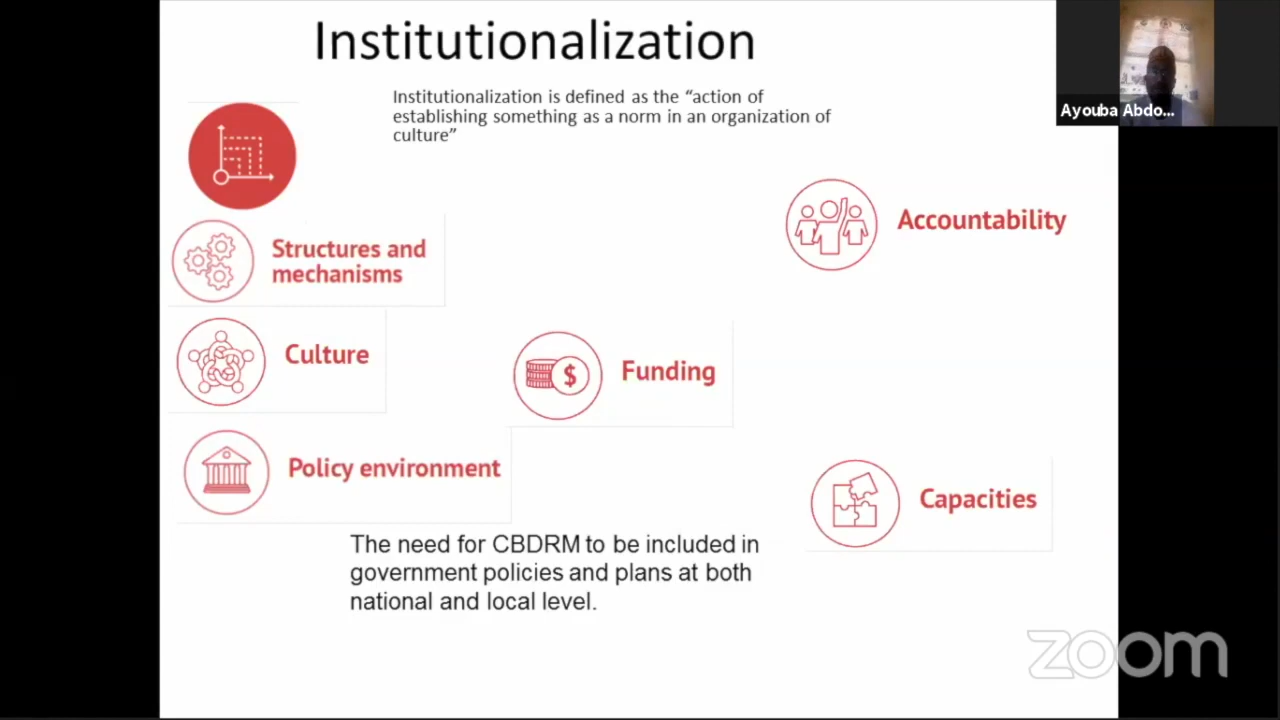 Institutionalization
Institutionalization is defined as the “action of
establishing something as a norm in an organization of
culture”
Ayouba Abdo...
Accountability
Structures and
mechanisms
Culture
$
Funding
Policy environment
Capacities
The need for CBDRM to be included in
government policies and plans at both
national and local level.
zoom